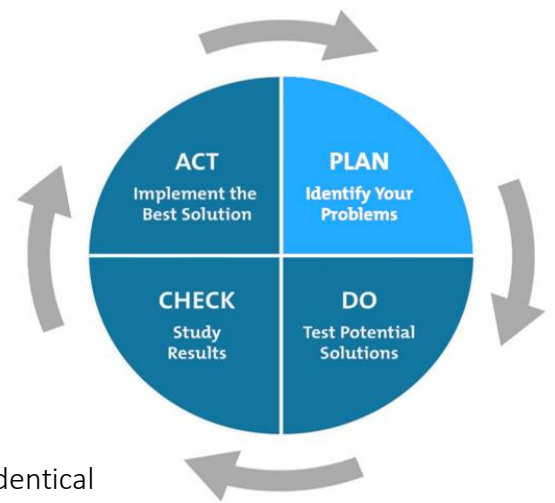 ACT
Implement the
Best Solution
PLAN
Identify Your
Problems
CHECK
Study
Results
DO
Test Potential
Solutions
dentical